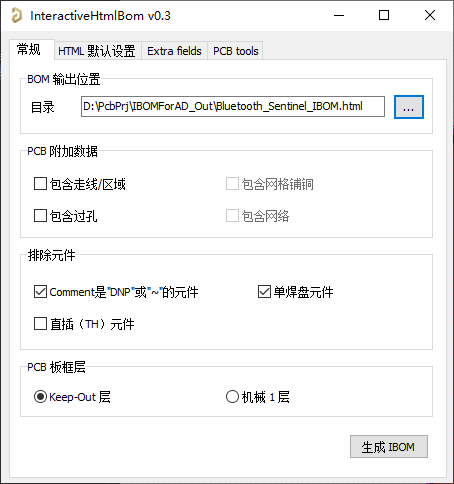 InteractiveHtmlBom v0.3
常规 HTML 默认设置 Extra fields PCB tools
BOM 输出位置
目录 D:\PcbPrj\IBOMForAD_Out\Bluetooth_Sentinel_IBOM.html ...
PCB 附加数据
包含走线/区域 包含网格铺铜
包含过孔 包含网络
排除元件
Comment是"DNP"或"~"的元件 单焊盘元件
直插（TH）元件
PCB 板框层
Keep-Out 层 机械 1 层
生成 IBOM